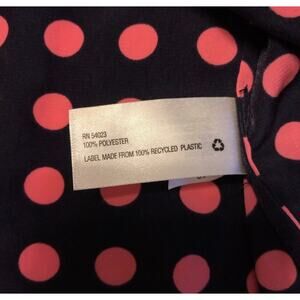 RN 54023
100% POLYESTER
LABEL MADE FROM 100% RECYCLED PLASTIC